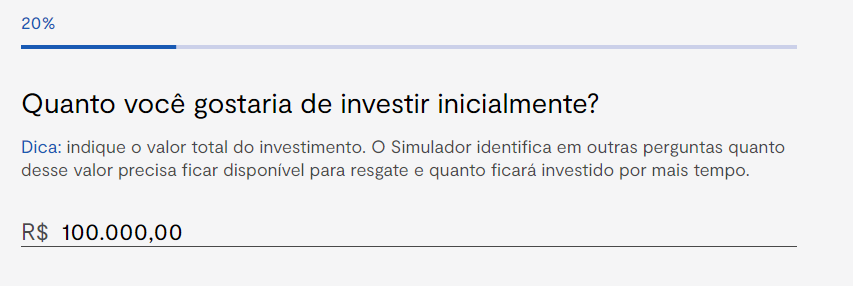 20%
Quanto você gostaria de investir inicialmente?
Dica: indique o valor total do investimento. O Simulador identifica em outras perguntas quanto
desse valor precisa ficar disponível para resgate e quanto ficará investido por mais tempo.
R$ 100.000,00